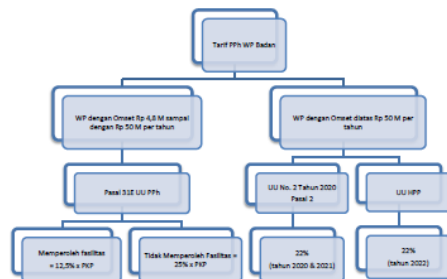 Tarif PPh WP Badan
WP dengan Omset Rp 4,8 M sampai
dengan Rp 50 M per tahun
WP dengan Omset diatas Rp 50 M per
tahun
Pasal 31E UU PPh
UU No. 2 Tahun 2020
Pasal 2
UU HPP
Memperoleh fasilitas
= 12,5% x PKP
Tidak Memperoleh Fasilitas =
25% x PKP
22%
(tahun 2020 & 2021)
22%
(tahun 2022)